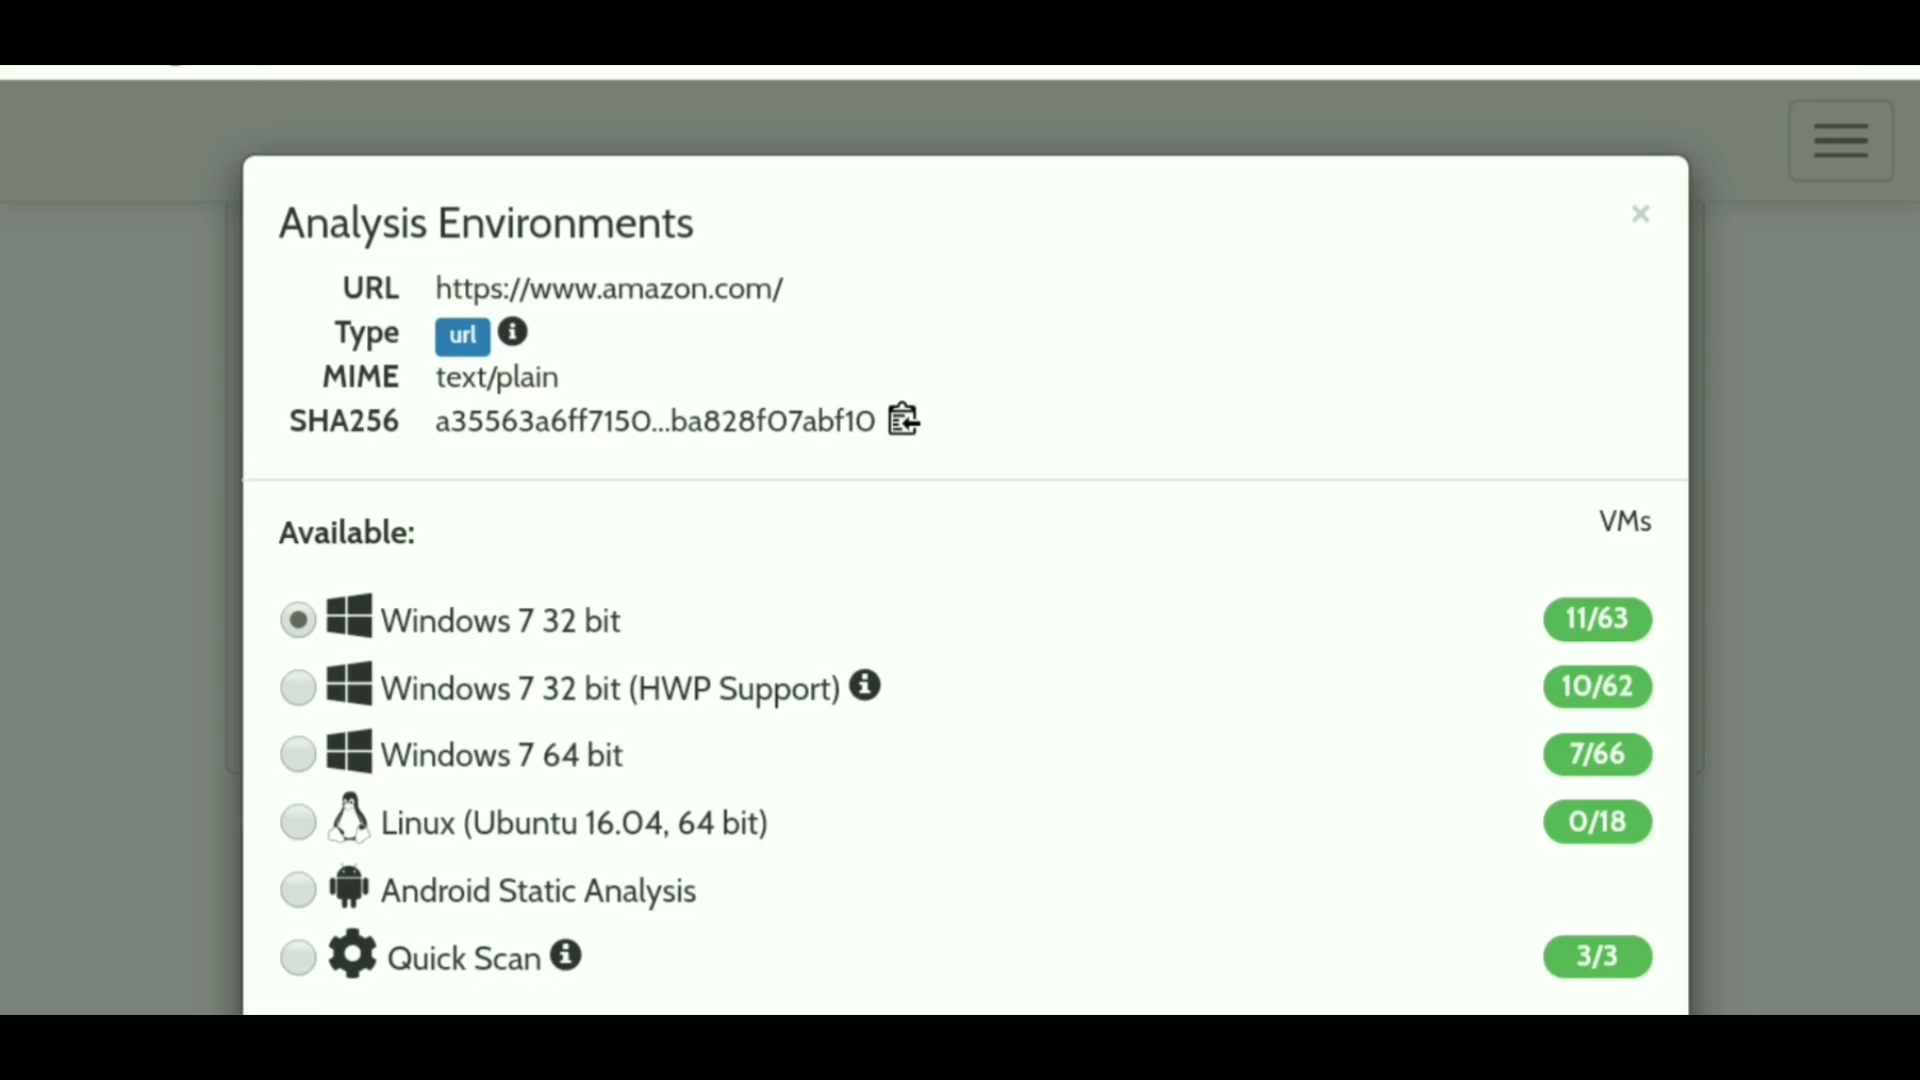 Analysis Environments
×
URL https://www.amazon.com/
Type url
MIME text/plain
SHA256 a35563a6ff7150...ba828f07abf10
Available: VMs
Windows 7 32 bit 11/63
Windows 7 32 bit (HWP Support) 10/62
Windows 7 64 bit 7/66
Linux (Ubuntu 16.04, 64 bit) 0/18
Android Static Analysis
Quick Scan 3/3